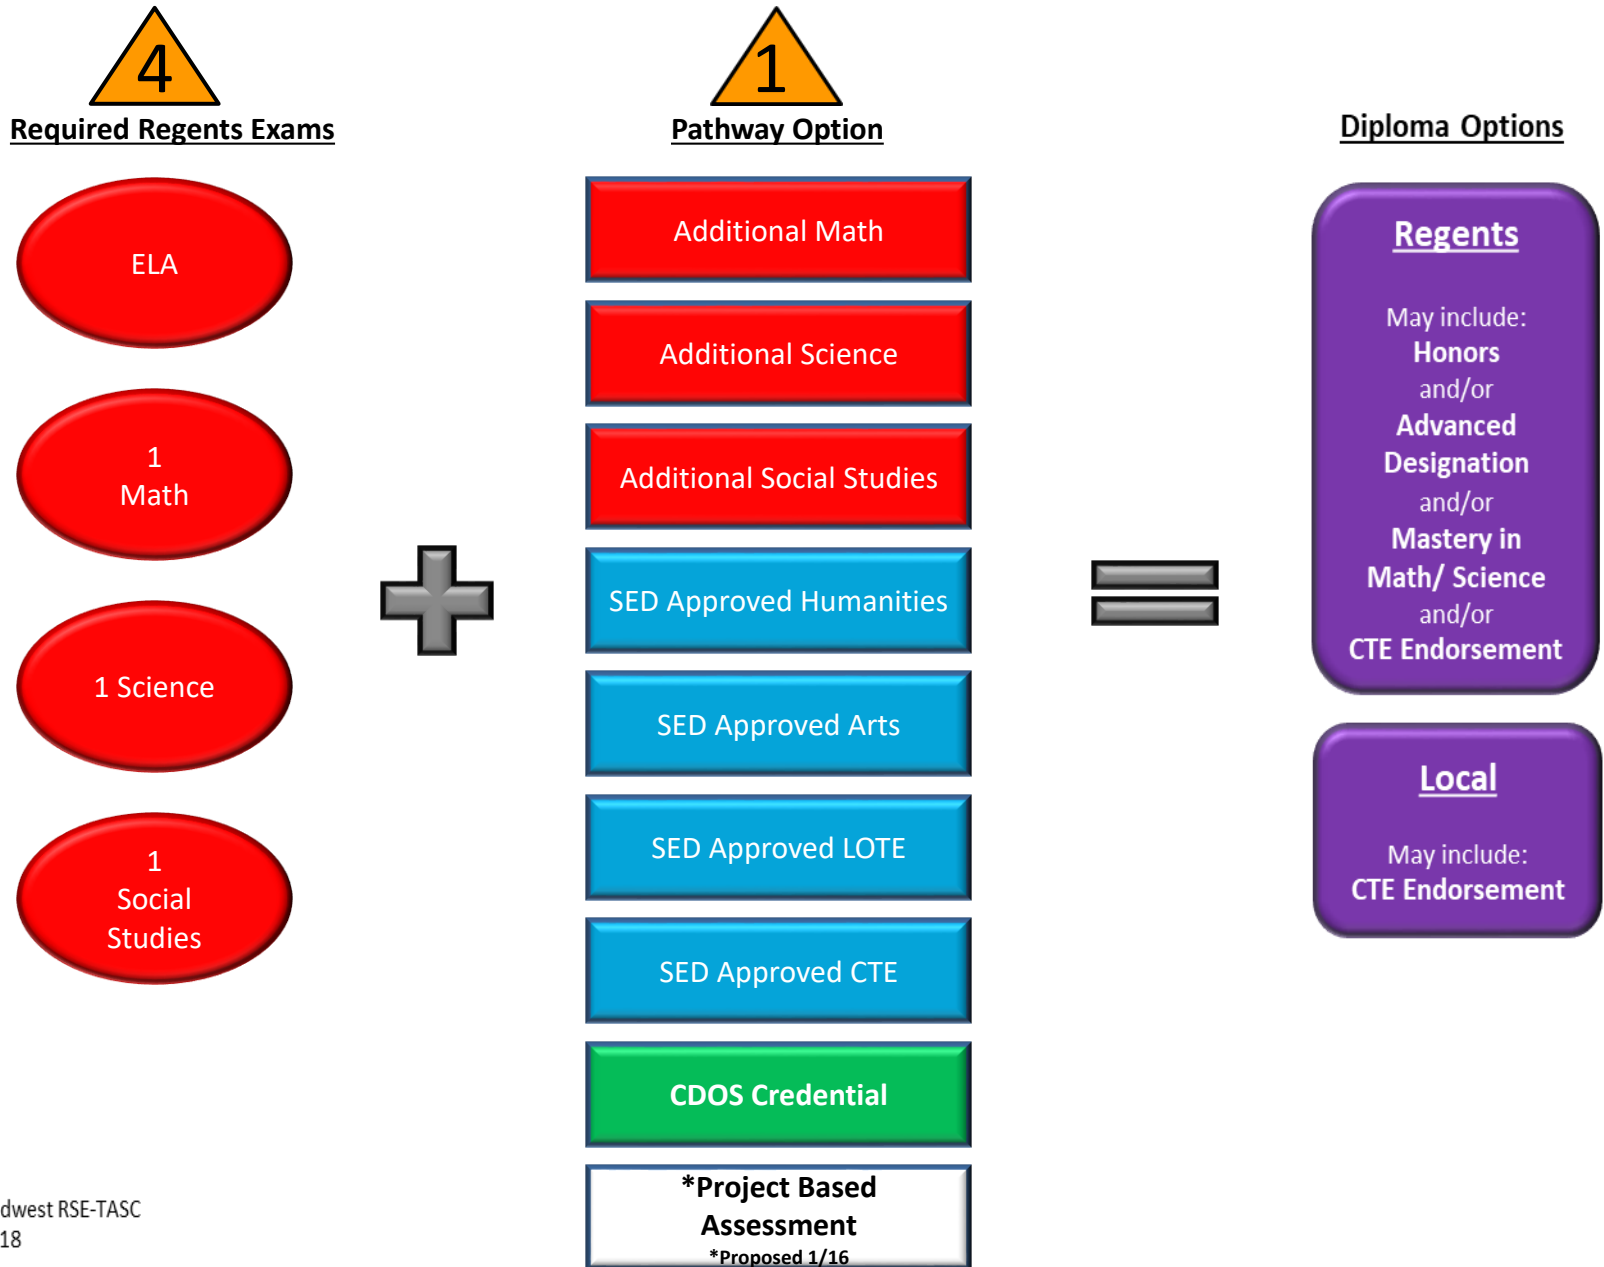 4
Required Regents Exams
ELA
1
Math
1 Science
1
Social
Studies
1
Pathway Option
Additional Math
Additional Science
Additional Social Studies
SED Approved Humanities
SED Approved Arts
SED Approved LOTE
SED Approved CTE
CDOS Credential
*Project Based
Assessment
*Proposed 1/16
Diploma Options
Regents
May include:
Honors
and/or
Advanced
Designation
and/or
Mastery in
Math/ Science
and/or
CTE Endorsement
Local
May include:
CTE Endorsement
dwest RSE-TASC
18